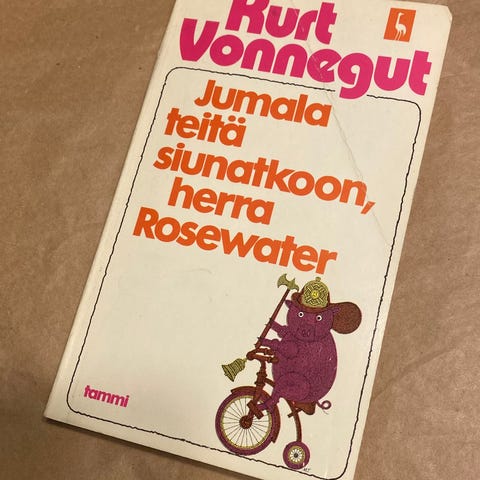 Kurt
Vonnegut
Jumala
teitä
siunatkoon,
herra
Rosewater
tammi